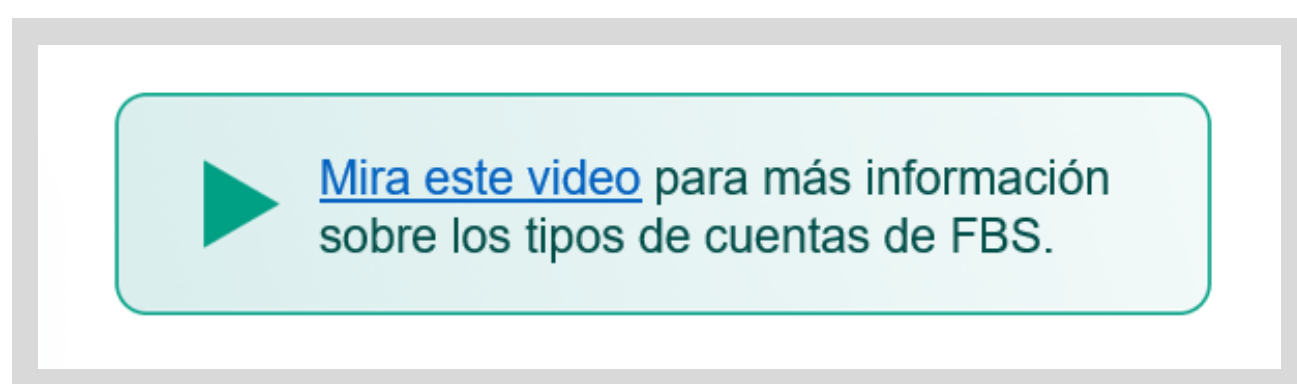 Mira este video para más información
sobre los tipos de cuentas de FBS.